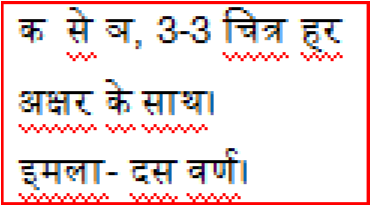 क से ञ, 3-3 चित्र हर
अक्षर के साथ।
इमला- दस वर्ण।